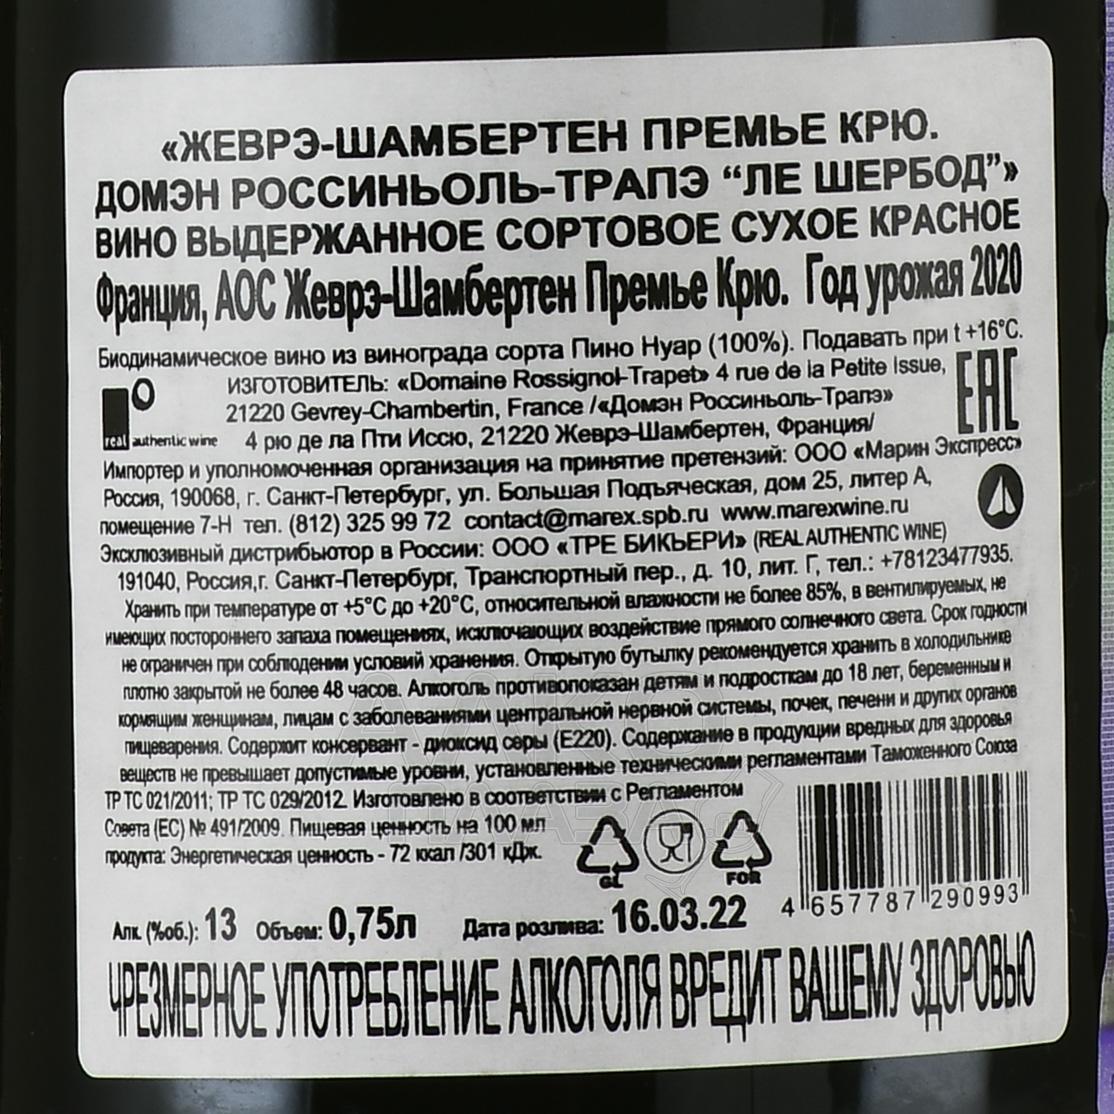 «ЖЕВРЭ-ШАМБЕРТЕН ПРЕМЬЕ КРЮ.
ДОМЭН РОССИНЬОЛЬ-ТРАПЭ “ЛЕ ШЕРБОД”»
ВИНО ВЫДЕРЖАННОЕ СОРТОВОЕ СУХОЕ КРАСНОЕ
Франция, АОС Жеврэ-Шамбертен Премье Крю. Год урожая 2020
Биодинамическое вино из винограда сорта Пино Нуар (100%). Подавать при t +16°С.
ИЗГОТОВИТЕЛЬ: «Domaine Rossignol-Trapet» 4 rue de la Petite Issue,
21220 Gevrey-Chambertin, France /«Домэн Россиньоль-Трапэ»
real authentic wine
4 рю де ла Пти Иссю, 21220 Жеврэ-Шамбертен, Франция/
EAC
Импортер и уполномоченная организация на принятие претензий: ООО «Марин Экспресс»
Россия, 190068, г. Санкт-Петербург, ул. Большая Подъяческая, дом 25, литер А,
помещение 7-Н тел. (812) 325 99 72 contact@marex.spb.ru www.marexwine.ru
Эксклюзивный дистрибьютор в России: ООО «ТРЕ БИКЬЕРИ» (REAL AUTHENTIC WINE)
191040, Россия,г. Санкт-Петербург, Транспортный пер., д. 10, лит. Г, тел.: +78123477935.
Хранить при температуре от +5°С до +20°С, относительной влажности не более 85%, в вентилируемых, не
имеющих постороннего запаха помещениях, исключающих воздействие прямого солнечного света. Срок годности
не ограничен при соблюдении условий хранения. Открытую бутылку рекомендуется хранить в холодильнике
плотно закрытой не более 48 часов. Алкоголь противопоказан детям и подросткам до 18 лет, беременным и
кормящим женщинам, лицам с заболеваниями центральной нервной системы, почек, печени и других органов
пищеварения. Содержит консервант - диоксид серы (Е220). Содержание в продукции вредных для здоровья
веществ не превышает допустимые уровни, установленные техническими регламентами Таможенного Союза
ТР ТС 021/2011; ТР ТС 029/2012. Изготовлено в соответствии с Регламентом
Совета (ЕС) № 491/2009. Пищевая ценность на 100 мл
продукта: Энергетическая ценность - 72 ккал /301 кДж.
GL FOR
4 657787 290993
Алк. (%об.): 13 Объем: 0,75л Дата розлива: 16.03.22
ЧРЕЗМЕРНОЕ УПОТРЕБЛЕНИЕ АЛКОГОЛЯ ВРЕДИТ ВАШЕМУ ЗДОРОВЬЮ